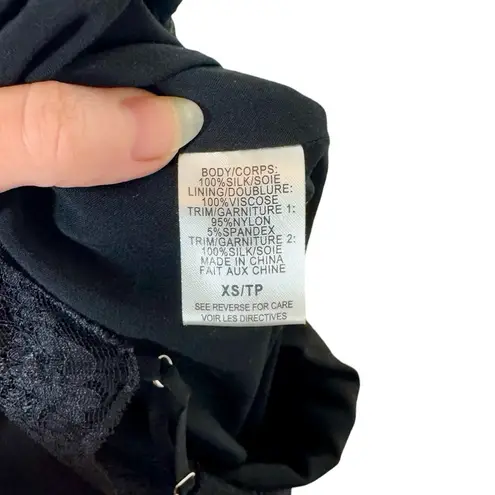 BODY/CORPS:
100%SILK/SOIE
LINING/DOUBLURE:
100%VISCOSE
TRIM/GARNITURE 1:
95%NYLON
5%SPANDEX
TRIM/GARNITURE 2:
100%SILK/SOIE
MADE IN CHINA
FAIT AUX CHINE
XS/TP
SEE REVERSE FOR CARE
VOIR LES DIRECTIVES